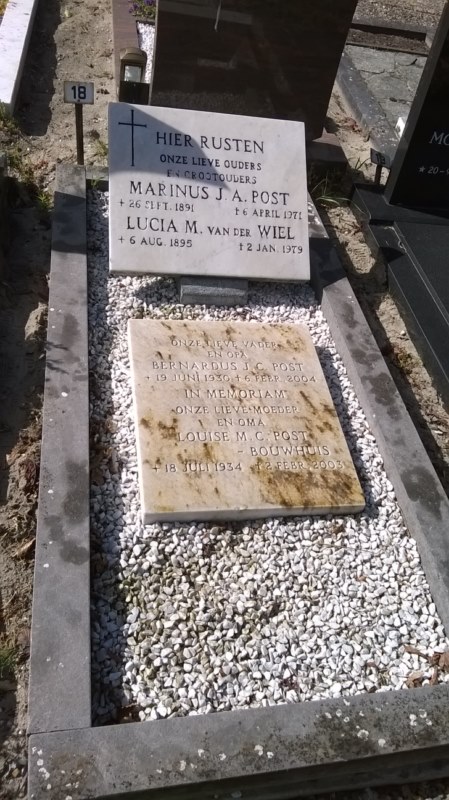 18
HIER RUSTEN
ONZE LIEVE OUDERS
EN GROOTOUDERS
MARINUS J. A. POST
+ 26 SEPT. 1891 † 6 APRIL 1971
LUCIA M. VAN DER WIEL
+ 6 AUG. 1895 † 2 JAN. 1979
ONZE LIEVE VADER
EN OPA
BERNARDUS J. C. POST
+ 19 JUNI 1930 + 6 FEBR. 2004
IN MEMORIAM
ONZE LIEVE MOEDER
EN OMA
LOUISE M. C. POST
- BOUWHUIS
+ 18 JULI 1934 + 2 FEBR. 2003
MO
* 20-